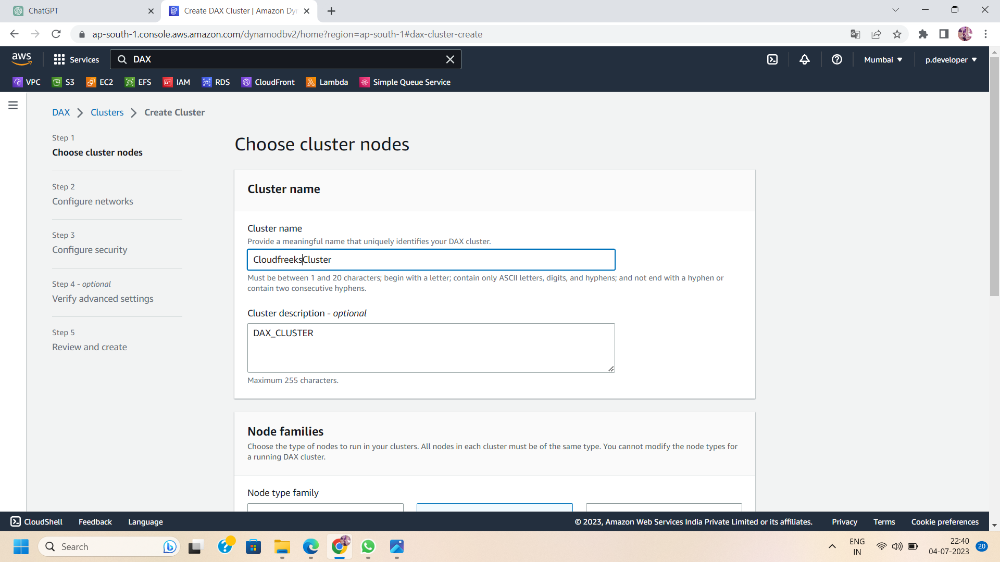 ChatGPT
Create DAX Cluster | Amazon Dy
ap-south-1.console.aws.amazon.com/dynamodbv2/home?region=ap-south-1#dax-cluster-create
aws
Services
DAX
Mumbai
p.developer
VPC
S3
EC2
EFS
IAM
RDS
CloudFront
Lambda
Simple Queue Service
DAX
Clusters
Create Cluster
Step 1
Choose cluster nodes
Step 2
Configure networks
Step 3
Configure security
Step 4 - optional
Verify advanced settings
Step 5
Review and create
Choose cluster nodes
Cluster name
Cluster name
Provide a meaningful name that uniquely identifies your DAX cluster.
CloudfreeksCluster
Must be between 1 and 20 characters; begin with a letter; contain only ASCII letters, digits, and hyphens; and not end with a hyphen or
contain two consecutive hyphens.
Cluster description - optional
DAX_CLUSTER
Maximum 255 characters.
Node families
Choose the type of nodes to run in your clusters. All nodes in each cluster must be of the same type. You cannot modify the node types for
a running DAX cluster.
Node type family
CloudShell
Feedback
Language
© 2023, Amazon Web Services India Private Limited or its affiliates.
Privacy
Terms
Cookie preferences
Search
ENG
IN
22:40
04-07-2023
20